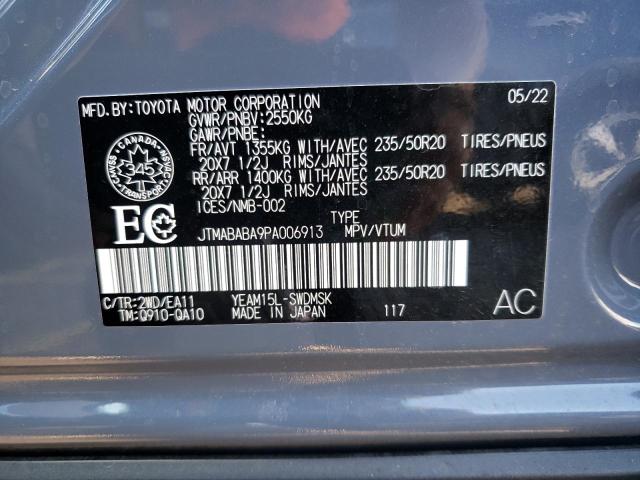 MFD.BY:TOYOTA MOTOR CORPORATION 05/22
GVWR/PNBV:2550KG
GAWR/PNBE:
FR/AVT 1355KG WITH/AVEC 235/50R20 TIRES/PNEUS
20X7 1/2J RIMS/JANTES
RR/ARR 1400KG WITH/AVEC 235/50R20 TIRES/PNEUS
20X7 1/2J RIMS/JANTES
ICES/NMB-002
CANADA
345
TRANSPORT
EC
TYPE
JTMABABA9PA006913 MPV/VTUM
C/TR:2WD/EA11 YEAM15L-SWDMSK
TM:Q910-QA10 MADE IN JAPAN 117
AC